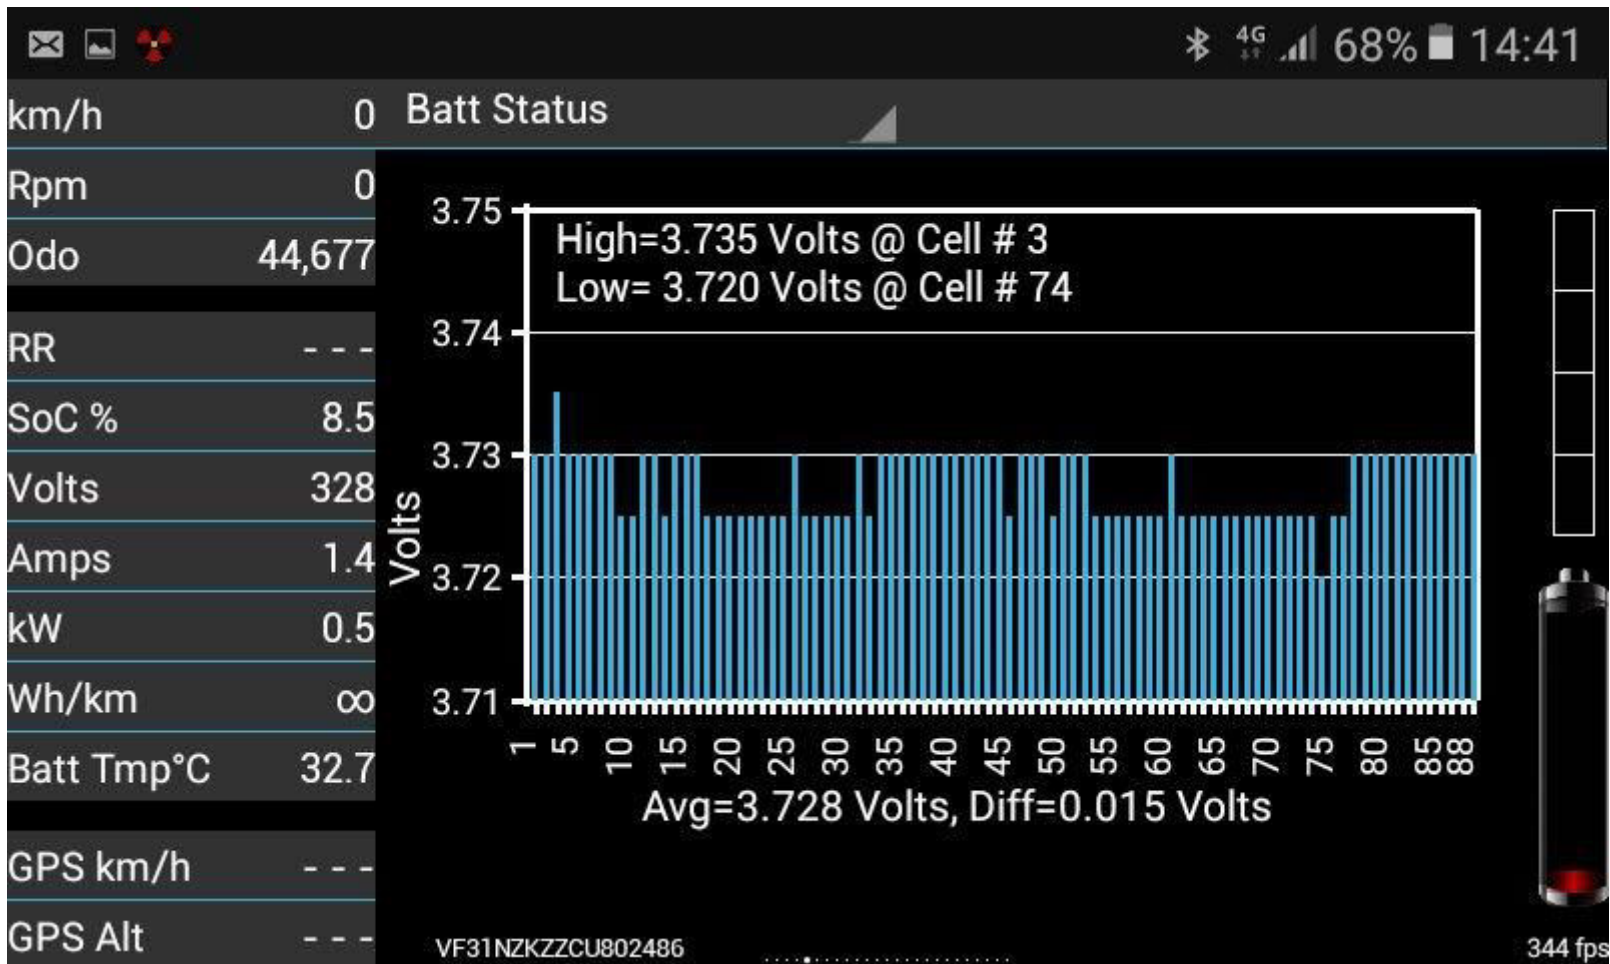 4G 68% 14:41
km/h 0
Rpm 0
Odo 44,677
RR - - -
SoC % 8.5
Volts 328
Amps 1.4
kW 0.5
Wh/km ∞
Batt Tmp°C 32.7
GPS km/h - - -
GPS Alt - - -
Batt Status
High=3.735 Volts @ Cell # 3
Low= 3.720 Volts @ Cell # 74
Volts
3.75
3.74
3.73
3.72
3.71
1 5 10 15 20 25 30 35 40 45 50 55 60 65 70 75 80 85 88
Avg=3.728 Volts, Diff=0.015 Volts
VF31NZKZZCU802486
344 fps